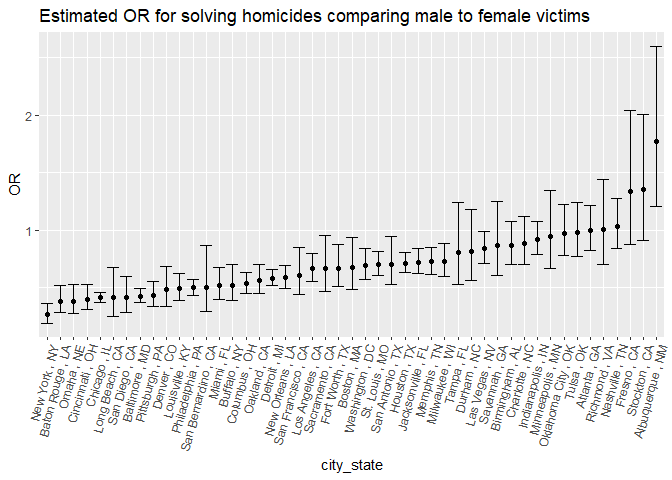 Estimated OR for solving homicides comparing male to female victims
OR
2
1
New York , NY
Baton Rouge , LA
Omaha , NE
Cincinnati , OH
Chicago , IL
Long Beach , CA
San Diego , CA
Baltimore , MD
Pittsburgh , PA
Denver , CO
Louisville , KY
Philadelphia , PA
San Bernardino , CA
Miami , FL
Buffalo , NY
Columbus , OH
Oakland , CA
Detroit , MI
New Orleans , LA
San Francisco , CA
Los Angeles , CA
Sacramento , CA
Fort Worth , TX
Boston , MA
Washington , DC
St. Louis , MO
San Antonio , TX
Houston , TX
Jacksonville , FL
Memphis , TN
Milwaukee , WI
Tampa , FL
Durham , NC
Las Vegas , NV
Savannah , GA
Birmingham , AL
Charlotte , NC
Indianapolis , IN
Minneapolis , MN
Oklahoma City , OK
Tulsa , OK
Atlanta , GA
Richmond , VA
Nashville , TN
Fresno , CA
Stockton , CA
Albuquerque , NM
city_state